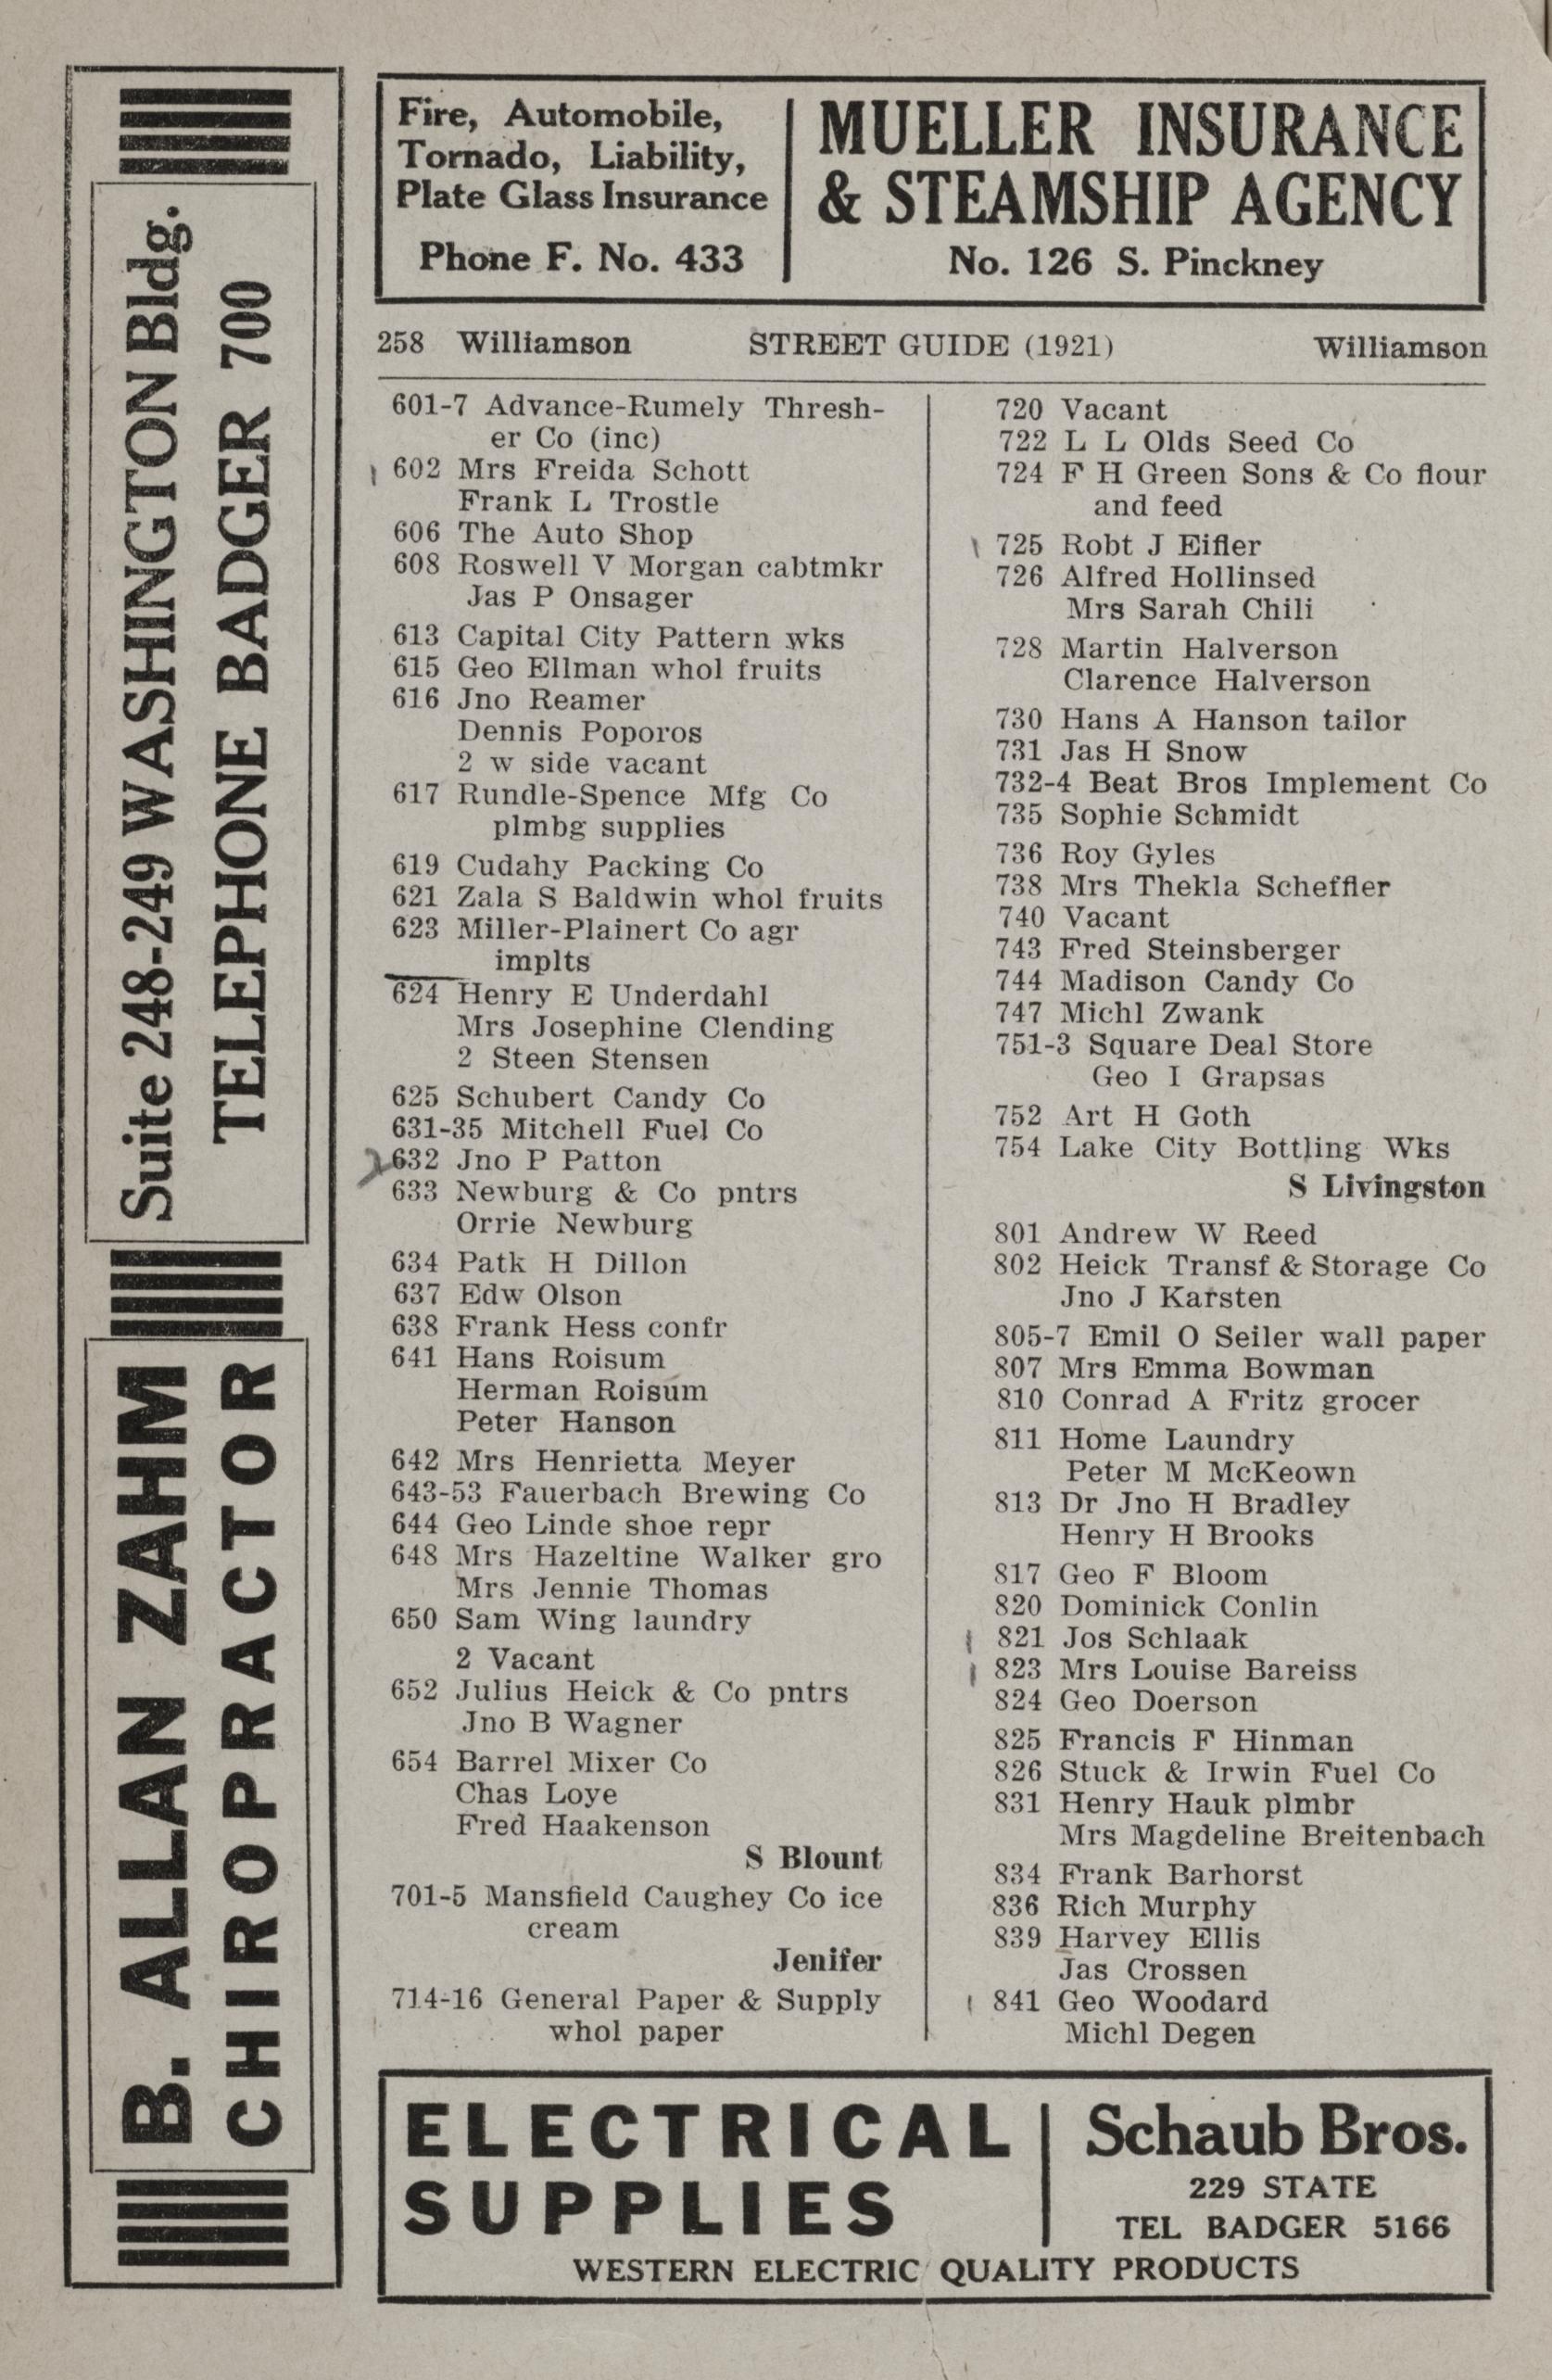 Fire, Automobile,
Tornado, Liability,
Plate Glass Insurance
Phone F. No. 433
MUELLER INSURANCE
& STEAMSHIP AGENCY
No. 126 S. Pinckney
B. ALLAN ZAHM
CHIROPRACTOR
Suite 248-249 WASHINGTON Bldg.
TELEPHONE BADGER 700
258 Williamson STREET GUIDE (1921) Williamson
601-7 Advance-Rumely Thresh-
er Co (inc)
602 Mrs Freida Schott
Frank L Trostle
606 The Auto Shop
608 Roswell V Morgan cabtmkr
Jas P Onsager
613 Capital City Pattern wks
615 Geo Ellman whol fruits
616 Jno Reamer
Dennis Poporos
2 w side vacant
617 Rundle-Spence Mfg Co
plmbg supplies
619 Cudahy Packing Co
621 Zala S Baldwin whol fruits
623 Miller-Plainert Co agr
implts
624 Henry E Underdahl
Mrs Josephine Clending
2 Steen Stensen
625 Schubert Candy Co
631-35 Mitchell Fuel Co
632 Jno P Patton
633 Newburg & Co pntrs
Orrie Newburg
634 Patk H Dillon
637 Edw Olson
638 Frank Hess confr
641 Hans Roisum
Herman Roisum
Peter Hanson
642 Mrs Henrietta Meyer
643-53 Fauerbach Brewing Co
644 Geo Linde shoe repr
648 Mrs Hazeltine Walker gro
Mrs Jennie Thomas
650 Sam Wing laundry
2 Vacant
652 Julius Heick & Co pntrs
Jno B Wagner
654 Barrel Mixer Co
Chas Loye
Fred Haakenson
S Blount
701-5 Mansfield Caughey Co ice
cream
Jenifer
714-16 General Paper & Supply
whol paper
720 Vacant
722 L L Olds Seed Co
724 F H Green Sons & Co flour
and feed
725 Robt J Eifler
726 Alfred Hollinsed
Mrs Sarah Chili
728 Martin Halverson
Clarence Halverson
730 Hans A Hanson tailor
731 Jas H Snow
732-4 Beat Bros Implement Co
735 Sophie Schmidt
736 Roy Gyles
738 Mrs Thekla Scheffler
740 Vacant
743 Fred Steinsberger
744 Madison Candy Co
747 Michl Zwank
751-3 Square Deal Store
Geo I Grapsas
752 Art H Goth
754 Lake City Bottling Wks
S Livingston
801 Andrew W Reed
802 Heick Transf & Storage Co
Jno J Karsten
805-7 Emil O Seiler wall paper
807 Mrs Emma Bowman
810 Conrad A Fritz grocer
811 Home Laundry
Peter M McKeown
813 Dr Jno H Bradley
Henry H Brooks
817 Geo F Bloom
820 Dominick Conlin
821 Jos Schlaak
823 Mrs Louise Bareiss
824 Geo Doerson
825 Francis F Hinman
826 Stuck & Irwin Fuel Co
831 Henry Hauk plmbr
Mrs Magdeline Breitenbach
834 Frank Barhorst
836 Rich Murphy
839 Harvey Ellis
Jas Crossen
841 Geo Woodard
Michl Degen
ELECTRICAL
SUPPLIES
Schaub Bros.
229 STATE
TEL BADGER 5166
WESTERN ELECTRIC QUALITY PRODUCTS